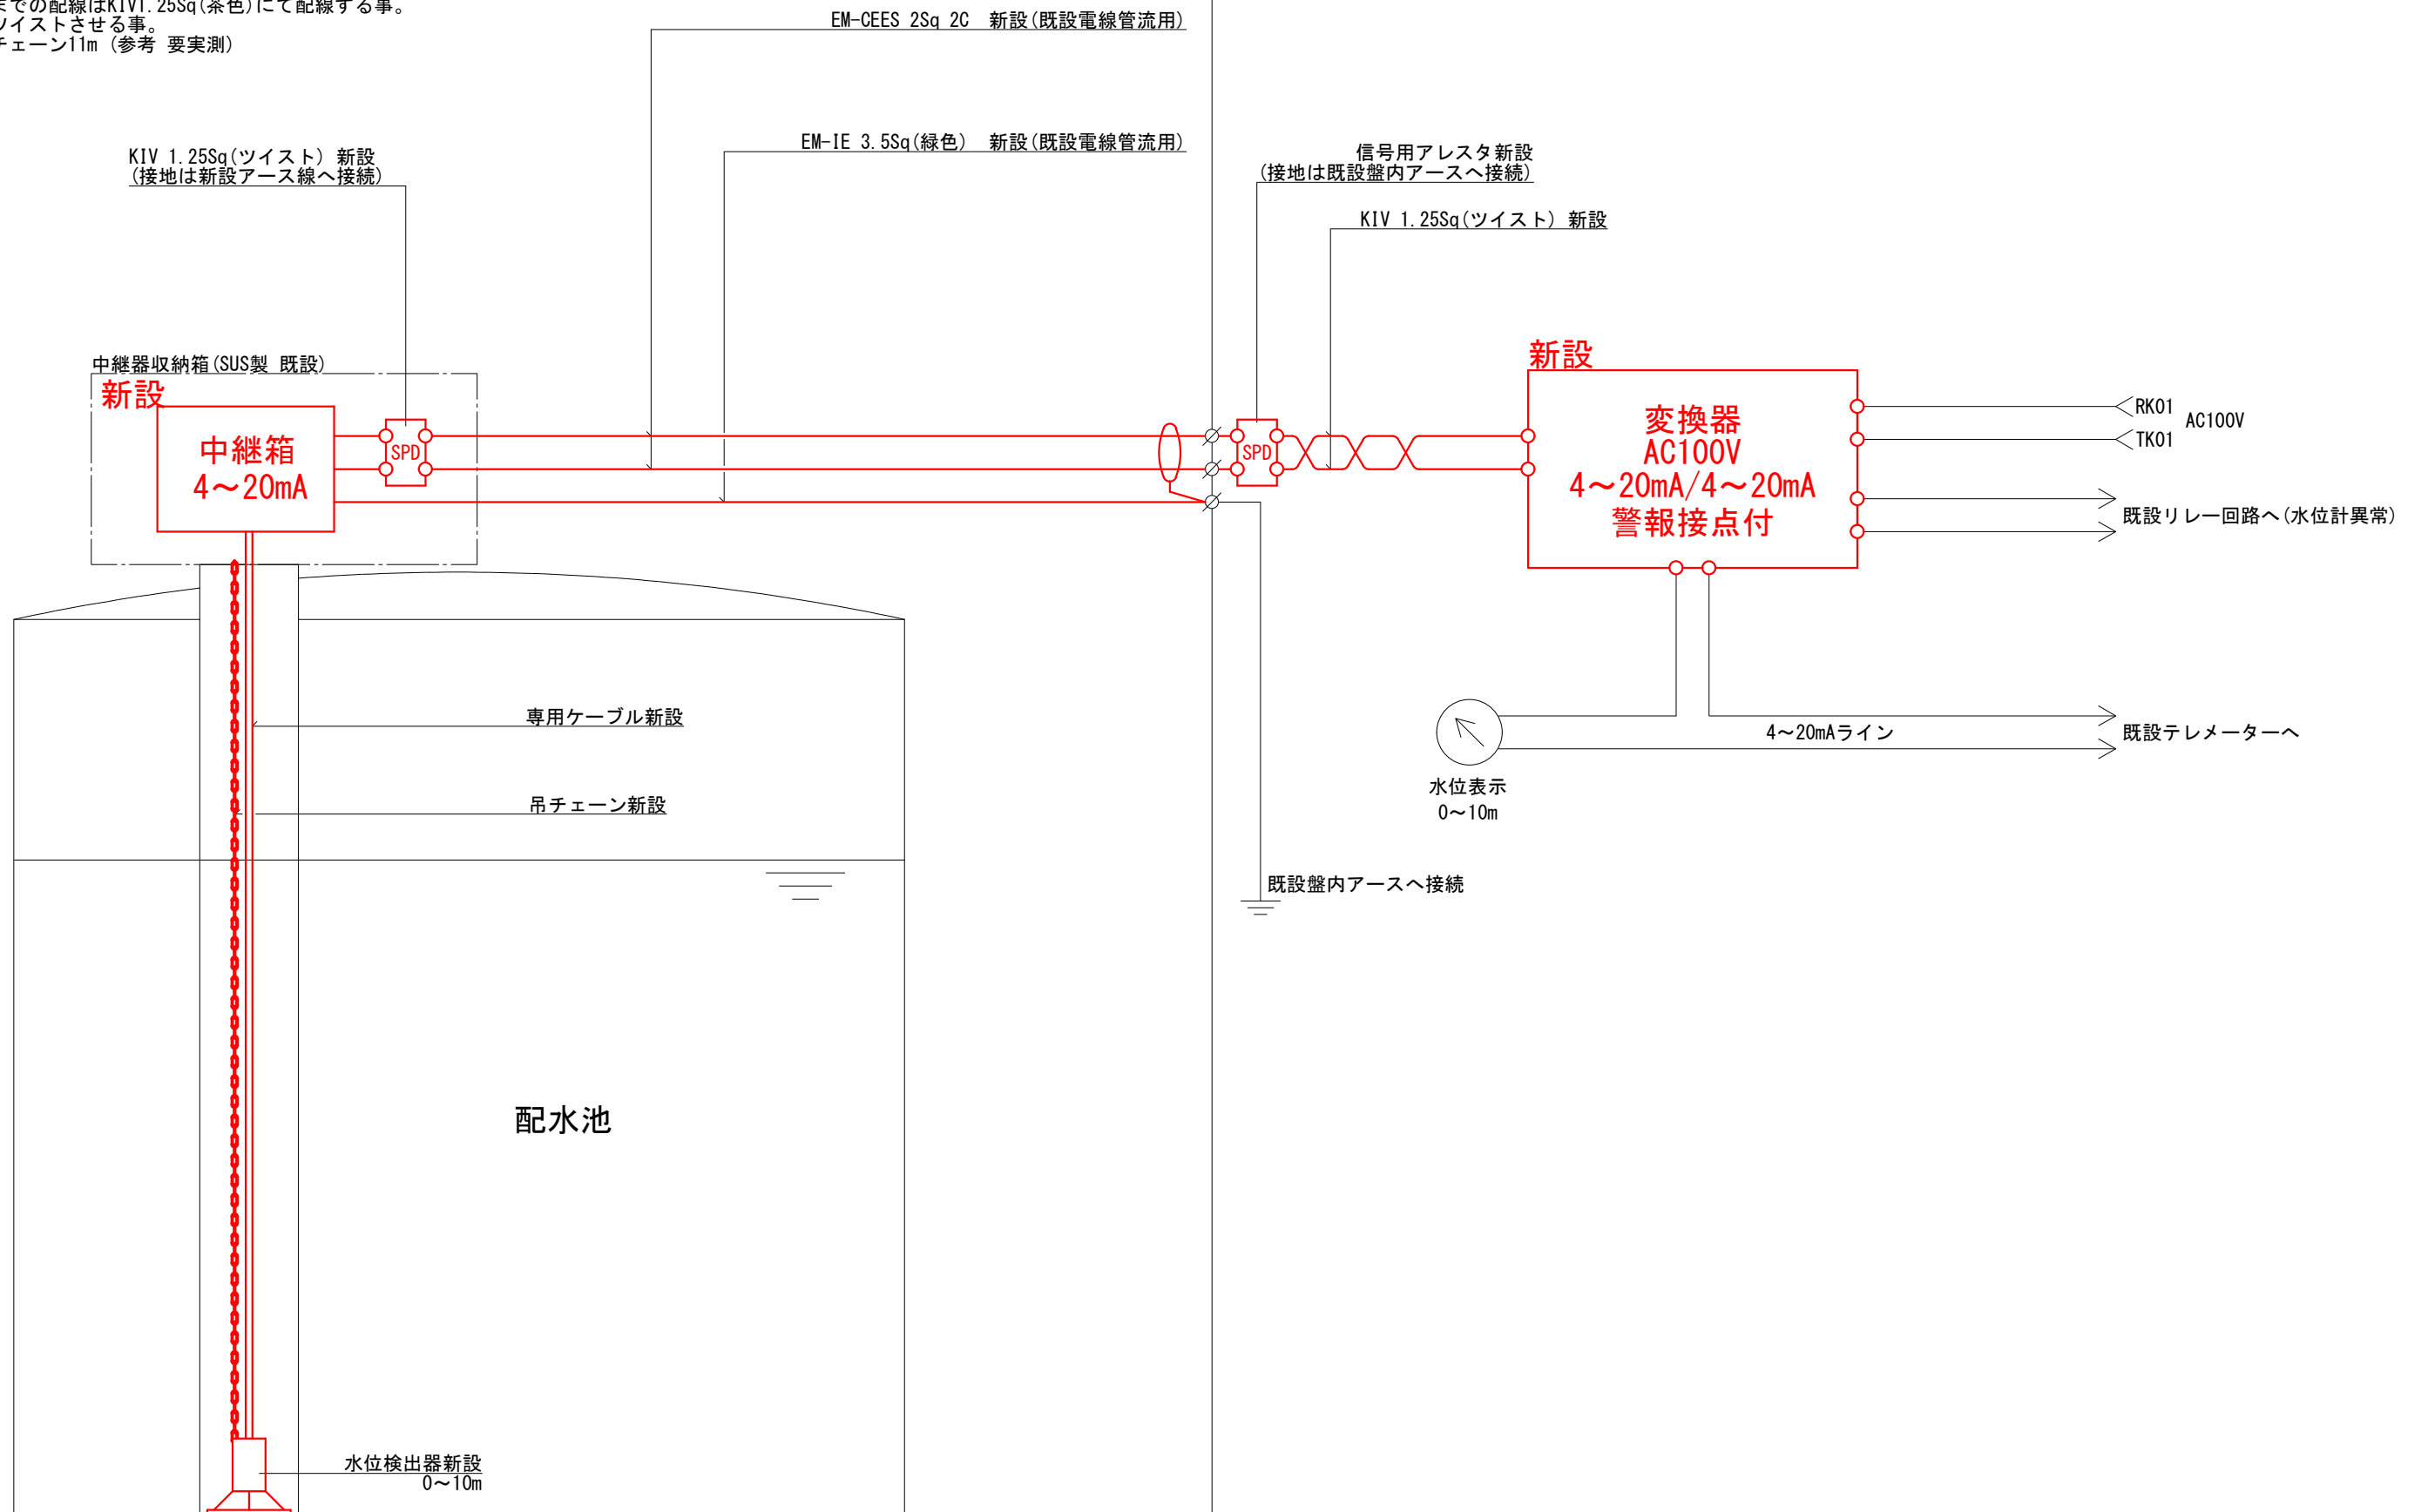 までの配線はKIV1.25Sq(茶色)にて配線する事。
ツイストさせる事。
チェーン11m (参考 要実測)
EM-CEES 2Sq 2C 新設(既設電線管流用)
EM-IE 3.5Sq(緑色) 新設(既設電線管流用)
KIV 1.25Sq(ツイスト) 新設
(接地は新設アース線へ接続)
信号用アレスタ新設
(接地は既設盤内アースへ接続)
KIV 1.25Sq(ツイスト) 新設
中継器収納箱(SUS製 既設)
新設
中継箱
4～20mA
SPD
SPD
新設
変換器
AC100V
4～20mA/4～20mA
警報接点付
RK01
AC100V
TK01
既設リレー回路へ(水位計異常)
専用ケーブル新設
吊チェーン新設
4～20mAライン
既設テレメーターへ
水位表示
0～10m
既設盤内アースへ接続
配水池
水位検出器新設
0～10m